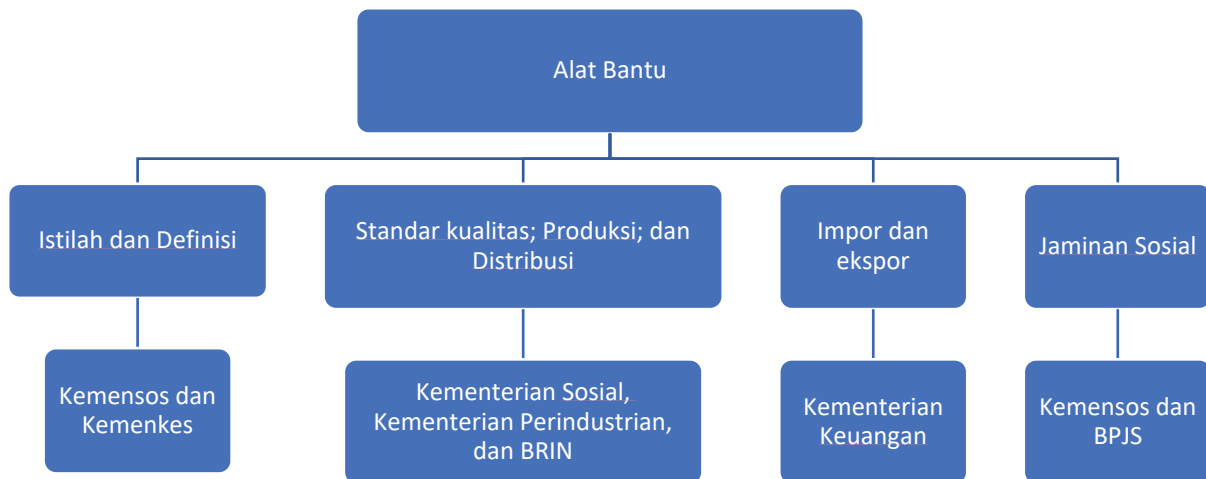 Alat Bantu
Istilah dan Definisi
Standar kualitas; Produksi; dan
Distribusi
Impor dan
ekspor
Jaminan Sosial
Kemensos dan
Kemenkes
Kementerian Sosial,
Kementerian Perindustrian,
dan BRIN
Kementerian
Keuangan
Kemensos dan
BPJS